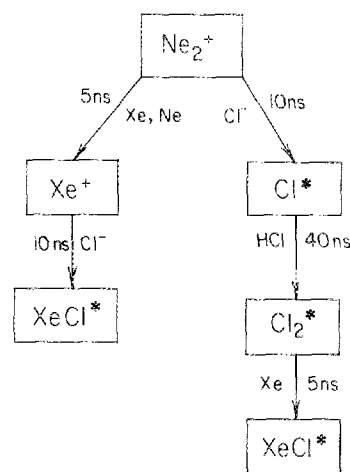 Ne₂⁺
5ns
10ns
Xe, Ne
Cl⁻
Xe⁺
Cl*
10ns Cl⁻
HCl 40ns
XeCl*
Cl₂*
Xe 5ns
XeCl*